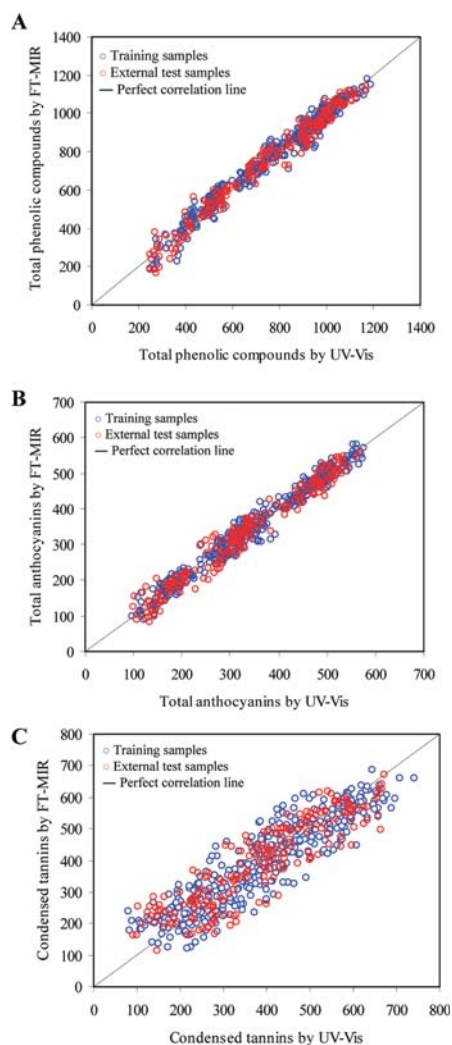 A
1400
Training samples
1200
External test samples
Perfect correlation line
1000
800
600
400
200
0
0 200 400 600 800 1000 1200 1400
Total phenolic compounds by FT-MIR
Total phenolic compounds by UV-Vis
B
700
Training samples
600
External test samples
Perfect correlation line
500
400
300
200
100
0
0 100 200 300 400 500 600 700
Total anthocyanins by FT-MIR
Total anthocyanins by UV-Vis
C
800
Training samples
700
External test samples
Perfect correlation line
600
500
400
300
200
100
0
0 100 200 300 400 500 600 700 800
Condensed tannins by FT-MIR
Condensed tannins by UV-Vis